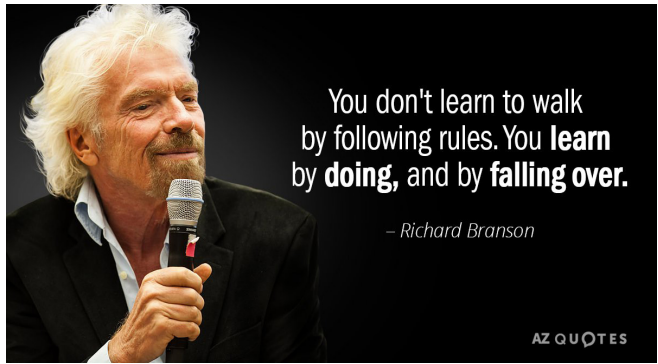 You don't learn to walk
by following rules. You learn
by doing, and by falling over.
– Richard Branson
AZ QUOTES